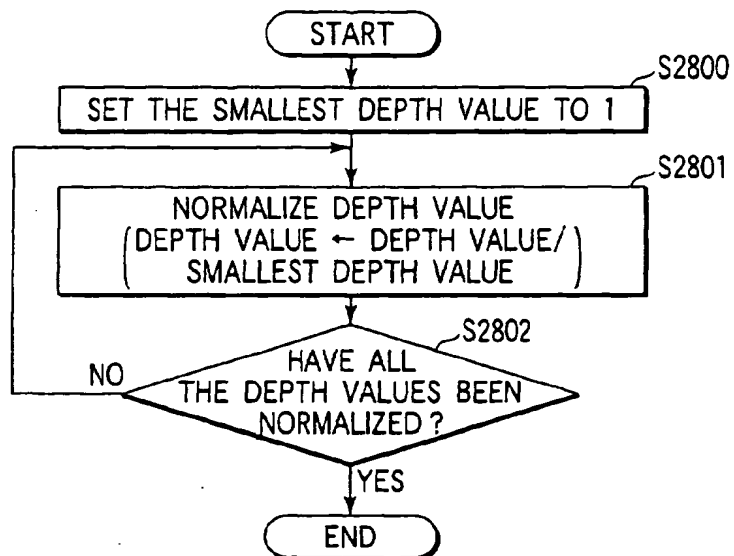 START
S2800
SET THE SMALLEST DEPTH VALUE TO 1
S2801
NORMALIZE DEPTH VALUE
(DEPTH VALUE ← DEPTH VALUE/
SMALLEST DEPTH VALUE)
S2802
HAVE ALL
THE DEPTH VALUES BEEN
NORMALIZED?
NO
YES
END